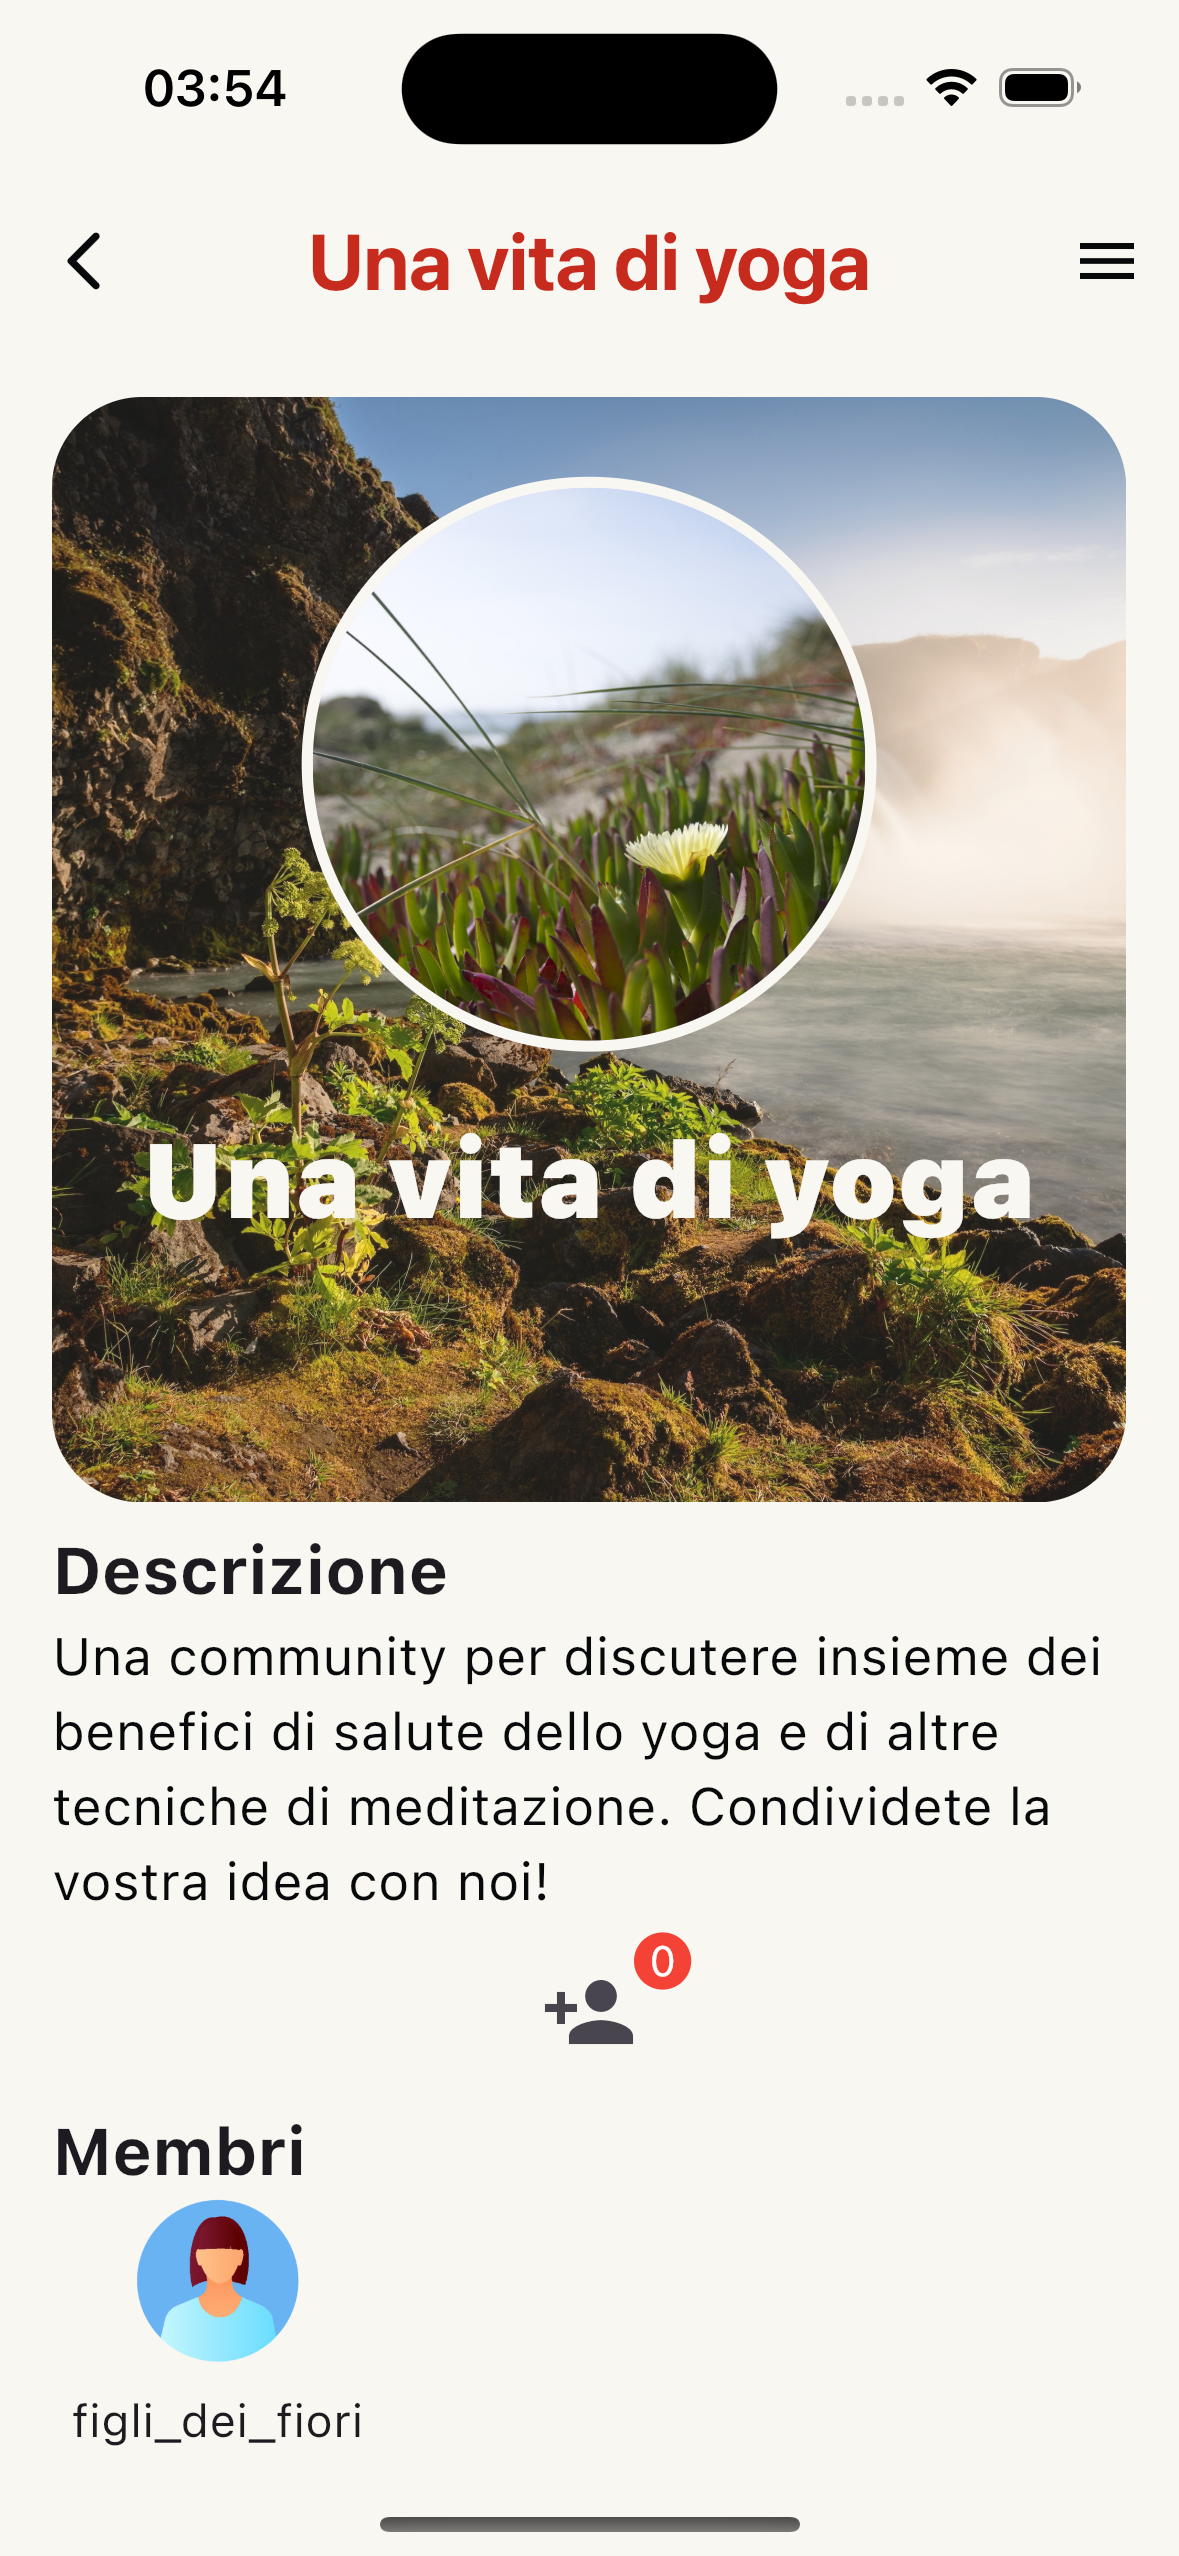 03:54
Una vita di yoga
Una vita di yoga
Descrizione
Una community per discutere insieme dei
benefici di salute dello yoga e di altre
tecniche di meditazione. Condividete la
vostra idea con noi!
0
Membri
figli_dei_fiori